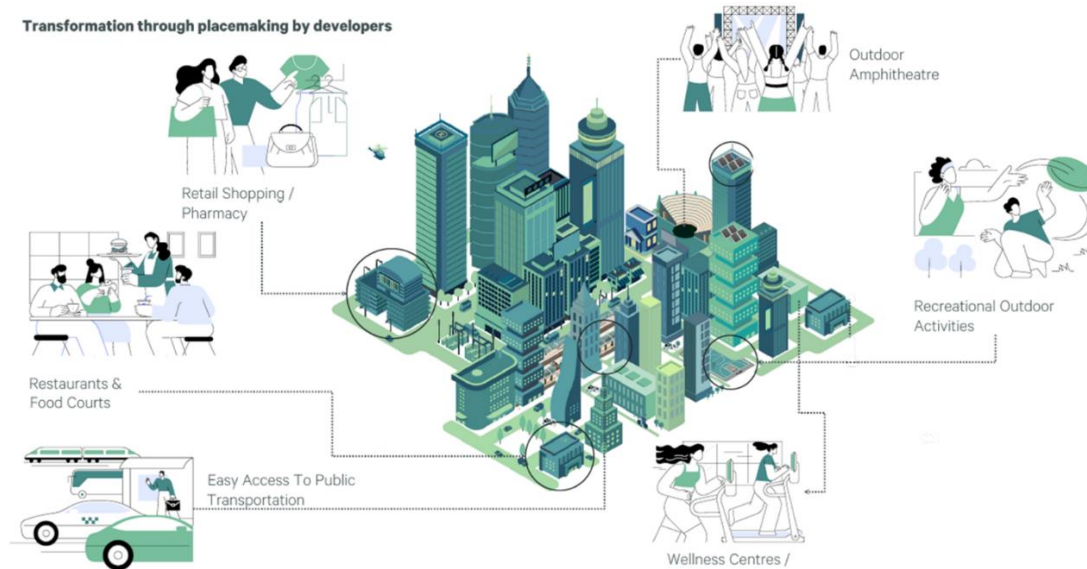 Transformation through placemaking by developers
Outdoor
Amphitheatre
Retail Shopping /
Pharmacy
Recreational Outdoor
Activities
Restaurants &
Food Courts
Easy Access To Public
Transportation
Wellness Centres /